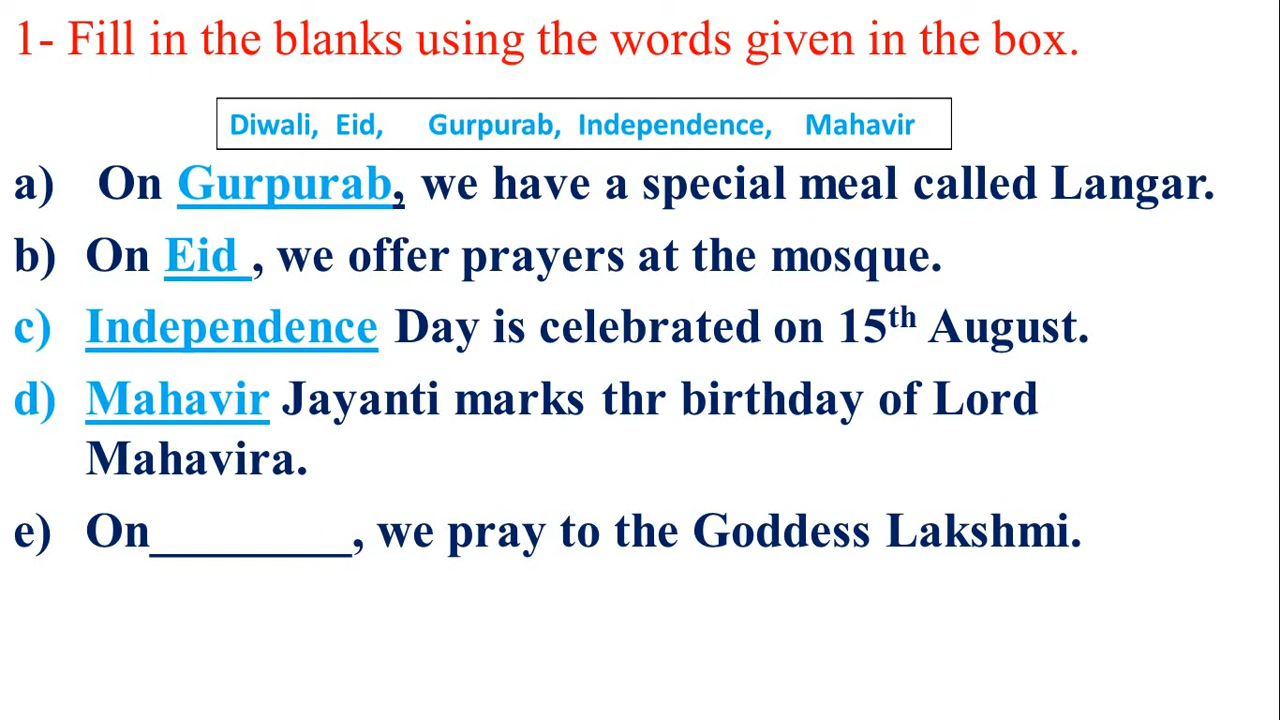 1- Fill in the blanks using the words given in the box.
Diwali, Eid, Gurpurab, Independence, Mahavir
a) On Gurpurab, we have a special meal called Langar.
b) On Eid , we offer prayers at the mosque.
c) Independence Day is celebrated on 15th August.
d) Mahavir Jayanti marks thr birthday of Lord
Mahavira.
e) On________, we pray to the Goddess Lakshmi.